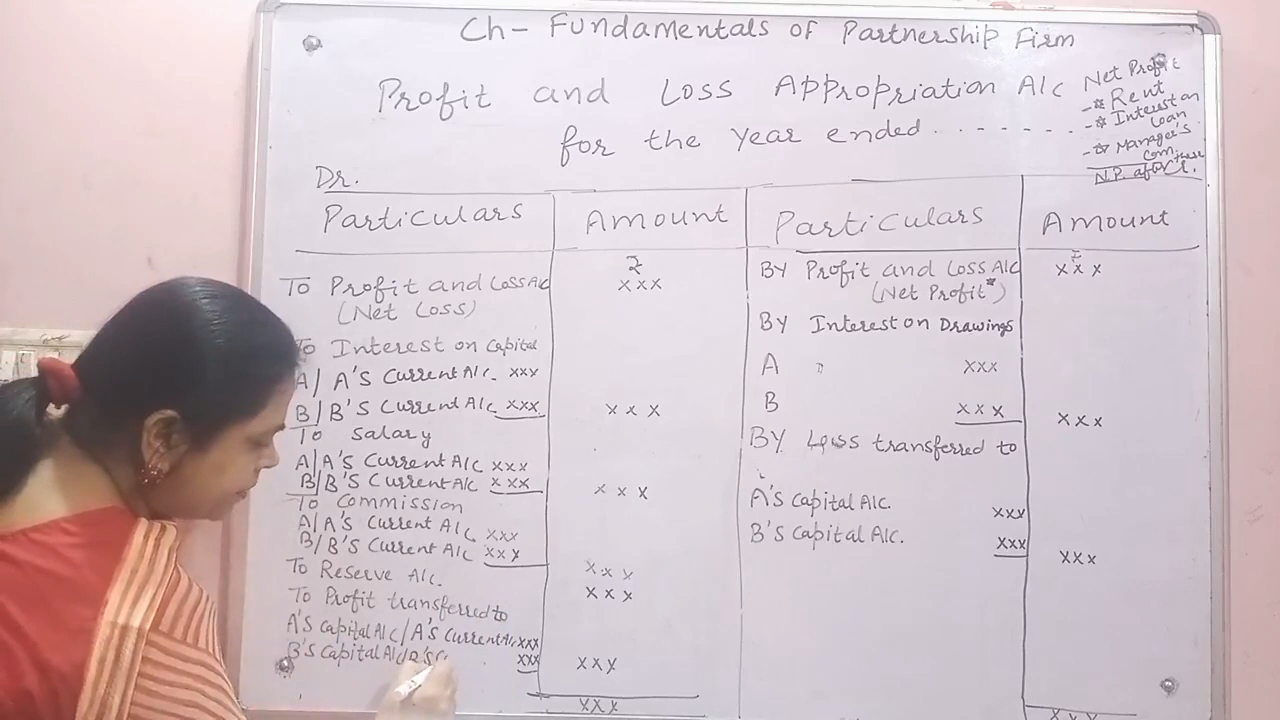 Ch- Fundamentals of Partnership Firm
Profit and Loss Appropriation A/c
for the year ended . . - - - - - -
Net Profit
-* Rent
-* Interest on
Loan
-* Manager's
Com.
these
N.P. after Cl.
Dr.
Particulars
Amount
Particulars
Amount
₹
To Profit and Loss A/c
xxx
(Net Loss)
To Interest on Capital
A/ A's Current A/c. xxx
B/ B's Current A/c xxx
xxx
To Salary
A/A's Current A/c xxx
B/B's Current A/c xxx
xxx
To Commission
A/A's Current A/c xxx
B/B's Current A/c xxx
xxx
To Reserve A/c.
xxx
To Profit transferred to
A's Capital A/c/A's Current A/c xxx
B's Capital A/c/B's C
xxx
xxx
xxx
₹
By Profit and Loss A/c
xxx
(Net Profit*)
By Interest on Drawings
A xxx
B xxx
xxx
By Loss transferred to
A's Capital A/c.
xxx
B's Capital A/c.
xxx
xxx
xxx